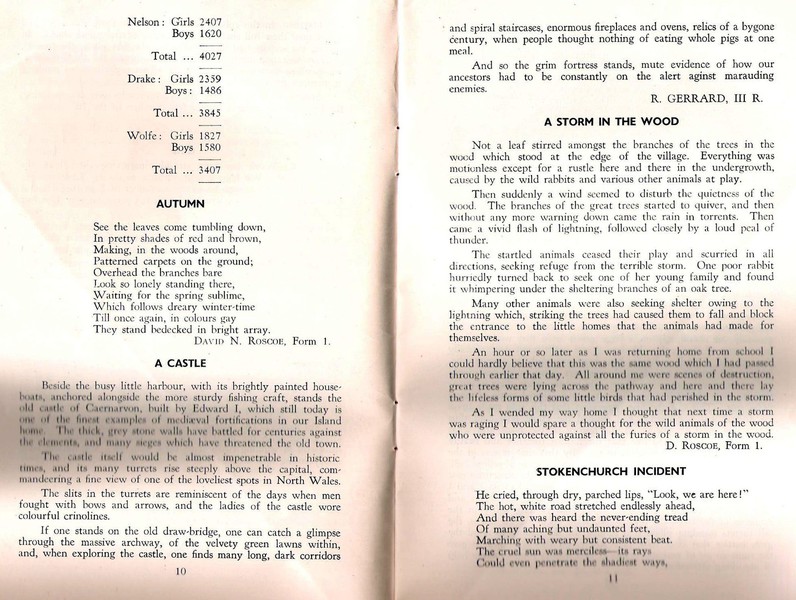 Nelson: Girls 2407
Boys 1620
Total ... 4027
Drake: Girls 2359
Boys: 1486
Total ... 3845
Wolfe: Girls 1827
Boys 1580
Total ... 3407
AUTUMN
See the leaves come tumbling down,
In pretty shades of red and brown,
Making, in the woods around,
Patterned carpets on the ground;
Overhead the branches bare
Look so lonely standing there,
Waiting for the spring sublime,
Which follows dreary winter-time
Till once again, in colours gay
They stand bedecked in bright array.
DAVID N. ROSCOE, Form 1.
A CASTLE
Beside the busy little harbour, with its brightly painted house-
boats, anchored alongside the more sturdy fishing craft, stands the
old castle of Caernarvon, built by Edward I, which still today is
one of the finest examples of mediæval fortifications in our Island
home. The thick, grey stone walls have battled for centuries against
the elements, and many sieges which have threatened the old town.
The castle itself would be almost impenetrable in historic
times, and its many turrets rise steeply above the capital, com-
mandeering a fine view of one of the loveliest spots in North Wales.
The slits in the turrets are reminiscent of the days when men
fought with bows and arrows, and the ladies of the castle wore
colourful crinolines.
If one stands on the old draw-bridge, one can catch a glimpse
through the massive archway, of the velvety green lawns within,
and, when exploring the castle, one finds many long, dark corridors
10
and spiral staircases, enormous fireplaces and ovens, relics of a bygone
century, when people thought nothing of eating whole pigs at one
meal.
And so the grim fortress stands, mute evidence of how our
ancestors had to be constantly on the alert aginst marauding
enemies.
R. GERRARD, III R.
A STORM IN THE WOOD
Not a leaf stirred amongst the branches of the trees in the
wood which stood at the edge of the village. Everything was
motionless except for a rustle here and there in the undergrowth,
caused by the wild rabbits and various other animals at play.
Then suddenly a wind seemed to disturb the quietness of the
wood. The branches of the great trees started to quiver, and then
without any more warning down came the rain in torrents. Then
came a vivid flash of lightning, followed closely by a loud peal of
thunder.
The startled animals ceased their play and scurried in all
directions, seeking refuge from the terrible storm. One poor rabbit
hurriedly turned back to seek one of her young family and found
it whimpering under the sheltering branches of an oak tree.
Many other animals were also seeking shelter owing to the
lightning which, striking the trees had caused them to fall and block
the entrance to the little homes that the animals had made for
themselves.
An hour or so later as I was returning home from school I
could hardly believe that this was the same wood which I had passed
through earlier that day. All around me were scenes of destruction,
great trees were lying across the pathway and here and there lay
the lifeless forms of some little birds that had perished in the storm.
As I wended my way home I thought that next time a storm
was raging I would spare a thought for the wild animals of the wood
who were unprotected against all the furies of a storm in the wood.
D. ROSCOE, Form 1.
STOKENCHURCH INCIDENT
He cried, through dry, parched lips, "Look, we are here!"
The hot, white road stretched endlessly ahead,
And there was heard the never-ending tread
Of many aching but undaunted feet,
Marching with weary but consistent beat.
The cruel sun was merciless—its rays
Could even penetrate the shadiest ways,
11